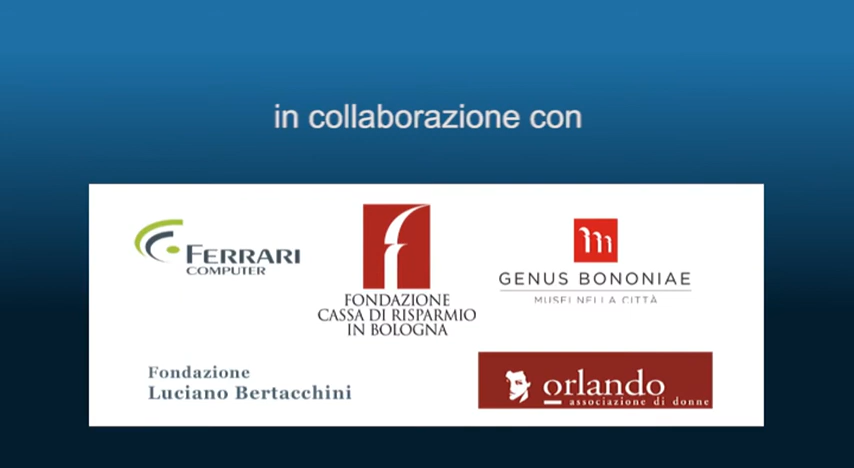 in collaborazione con
FERRARI
COMPUTER
FONDAZIONE
CASSA DI RISPARMIO
IN BOLOGNA
GENUS BONONIAE
MUSEI NELLA CITTÀ
Fondazione
Luciano Bertacchini
orlando
associazione di donne